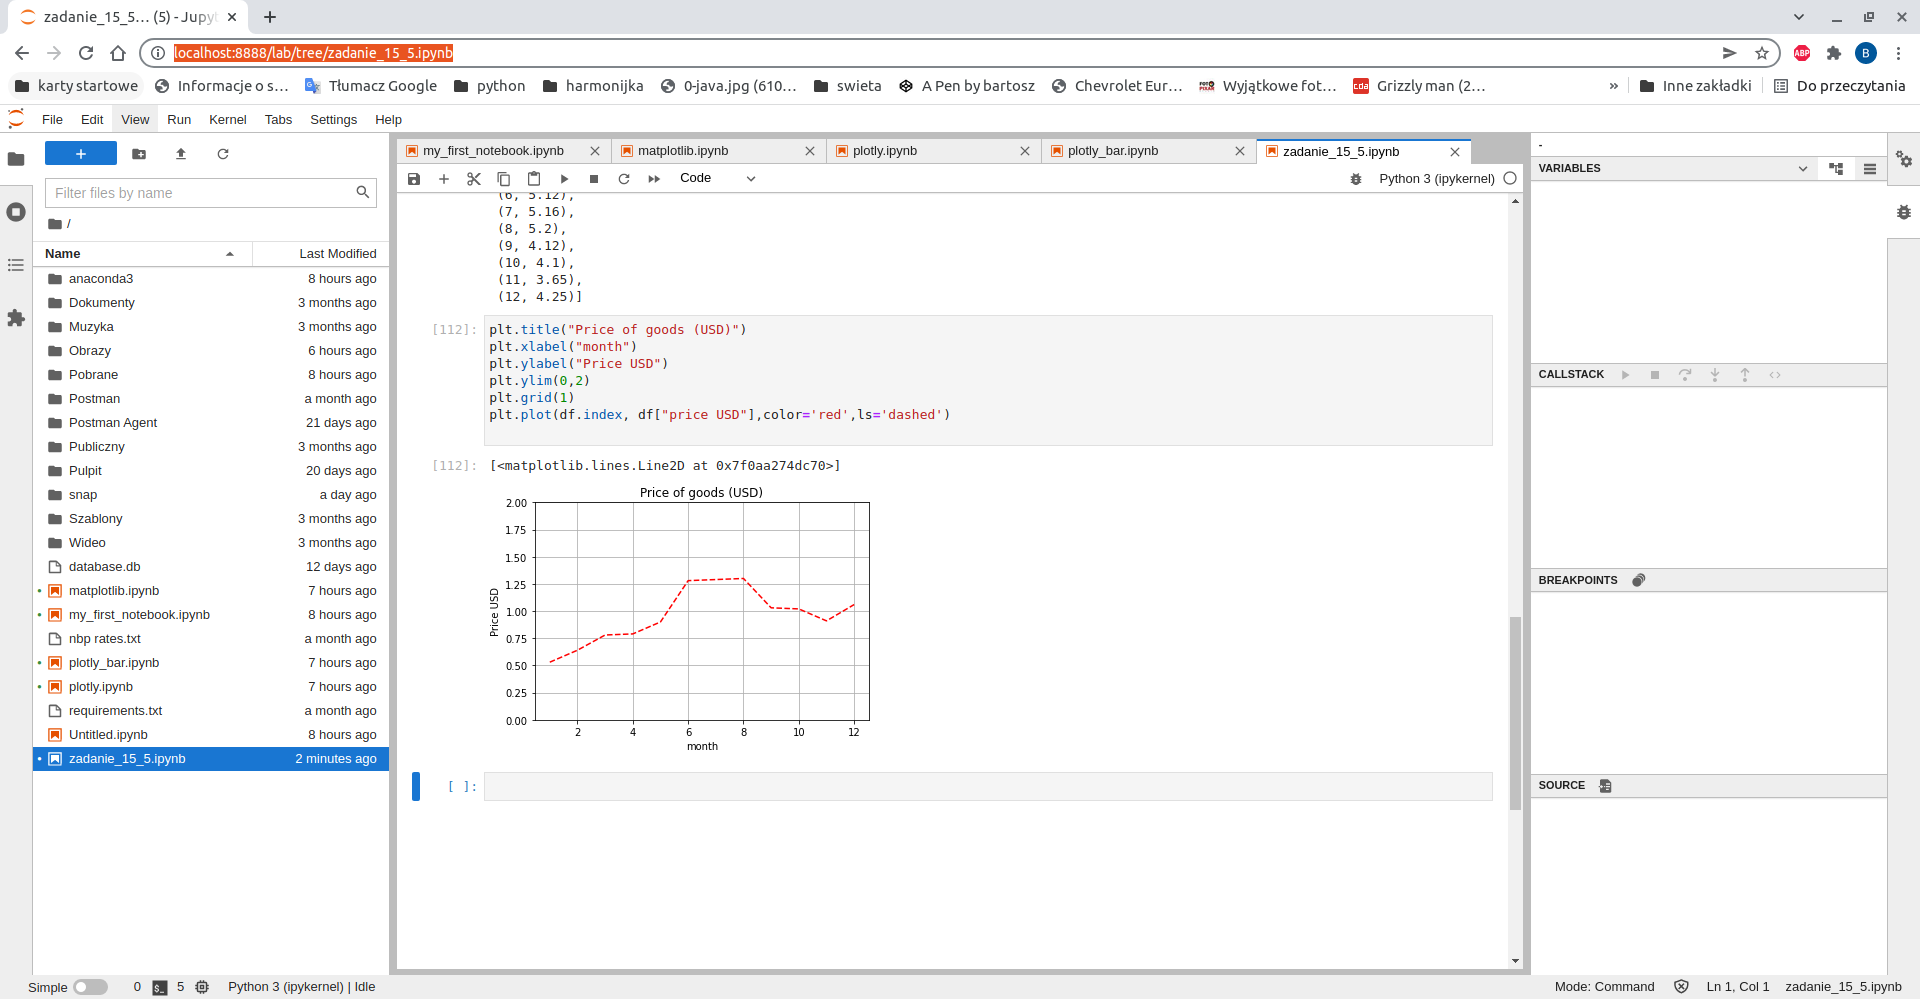 zadanie_15_5... (5) - Jupyt
localhost:8888/lab/tree/zadanie_15_5.ipynb
ABP
B
karty startowe
Informacje o s...
Tłumacz Google
python
harmonijka
0-java.jpg (610...
swieta
A Pen by bartosz
Chevrolet Eur...
Wyjątkowe fot...
cda
Grizzly man (2...
»
Inne zakładki
Do przeczytania
File Edit View Run Kernel Tabs Settings Help
+
Filter files by name
/
Name Last Modified
anaconda3 8 hours ago
Dokumenty 3 months ago
Muzyka 3 months ago
Obrazy 6 hours ago
Pobrane 8 hours ago
Postman a month ago
Postman Agent 21 days ago
Publiczny 3 months ago
Pulpit 20 days ago
snap a day ago
Szablony 3 months ago
Wideo 3 months ago
database.db 12 days ago
matplotlib.ipynb 7 hours ago
my_first_notebook.ipynb 8 hours ago
nbp rates.txt a month ago
plotly_bar.ipynb 7 hours ago
plotly.ipynb 7 hours ago
requirements.txt a month ago
Untitled.ipynb 8 hours ago
zadanie_15_5.ipynb 2 minutes ago
my_first_notebook.ipynb
matplotlib.ipynb
plotly.ipynb
plotly_bar.ipynb
zadanie_15_5.ipynb
Code
Python 3 (ipykernel)
(6, 5.12),
(7, 5.16),
(8, 5.2),
(9, 4.12),
(10, 4.1),
(11, 3.65),
(12, 4.25)]
[112]:
plt.title("Price of goods (USD)")
plt.xlabel("month")
plt.ylabel("Price USD")
plt.ylim(0,2)
plt.grid(1)
plt.plot(df.index, df["price USD"],color='red',ls='dashed')
[112]: [<matplotlib.lines.Line2D at 0x7f0aa274dc70>]
Price of goods (USD)
2.00
1.75
1.50
1.25
1.00
0.75
0.50
0.25
0.00
Price USD
2 4 6 8 10 12
month
[ ]:
-
VARIABLES
CALLSTACK
BREAKPOINTS
SOURCE
Simple
0
$_
5
Python 3 (ipykernel) | Idle
Mode: Command
Ln 1, Col 1
zadanie_15_5.ipynb